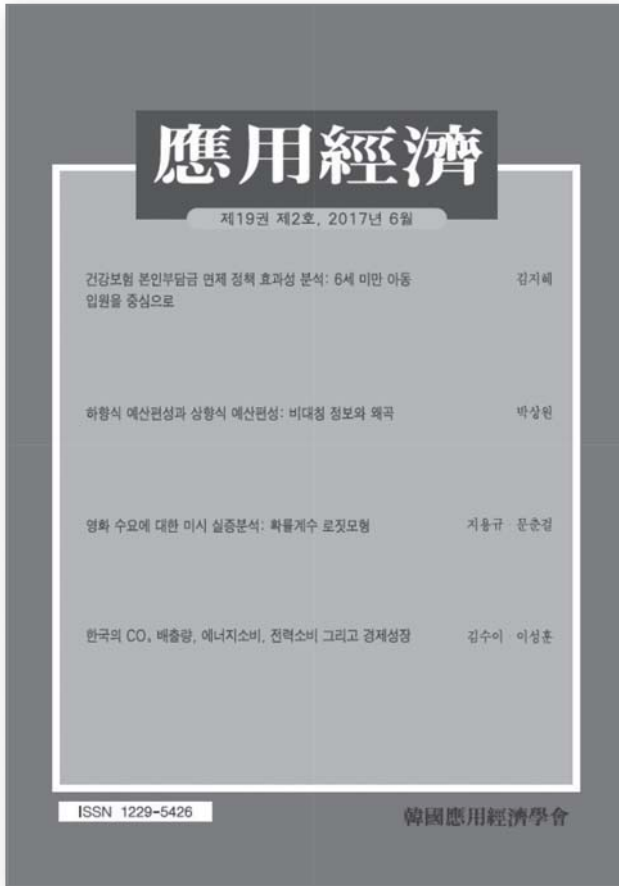 應用經濟
제19권 제2호, 2017년 6월
건강보험 본인부담금 면제 정책 효과성 분석: 6세 미만 아동 김지혜
입원을 중심으로
하향식 예산편성과 상향식 예산편성: 비대칭 정보와 왜곡 박상원
영화 수요에 대한 미시 실증분석: 확률계수 로짓모형 지용규 문춘걸
한국의 CO₂ 배출량, 에너지소비, 전력소비 그리고 경제성장 김수이 이성훈
ISSN 1229-5426
韓國應用經濟學會